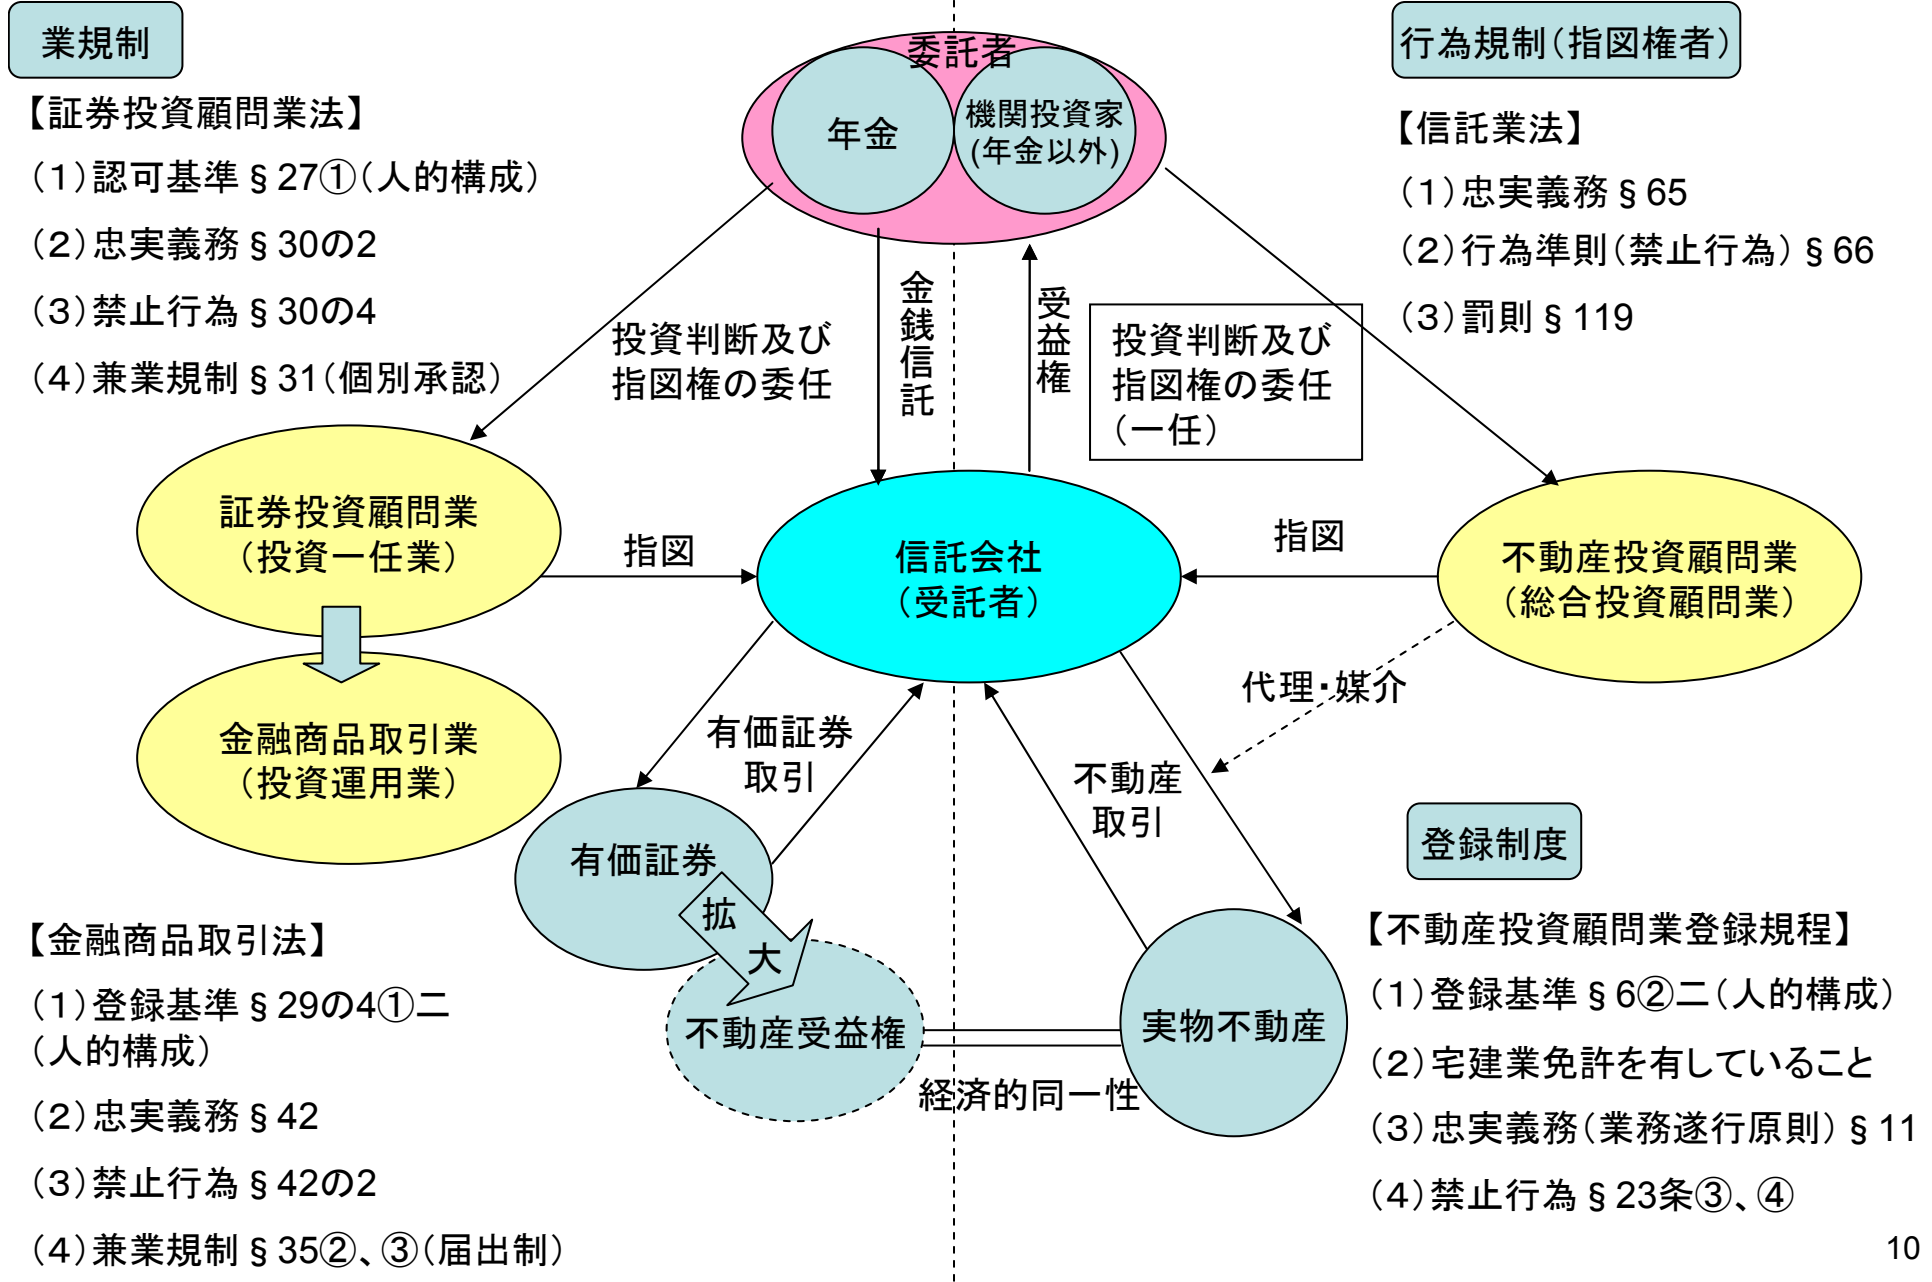 業規制
【証券投資顧問業法】
（１）認可基準§27①（人的構成）
（２）忠実義務§30の2
（３）禁止行為§30の4
（４）兼業規制§31（個別承認）
委託者
年金
機関投資家
(年金以外)
行為規制（指図権者）
【信託業法】
（１）忠実義務§65
（２）行為準則（禁止行為）§66
（３）罰則§119
投資判断及び
指図権の委任
金銭信託
受益権
投資判断及び
指図権の委任
（一任）
証券投資顧問業
（投資一任業）
指図
信託会社
（受託者）
指図
不動産投資顧問業
（総合投資顧問業）
金融商品取引業
（投資運用業）
有価証券
取引
不動産
取引
代理・媒介
有価証券
拡大
不動産受益権
経済的同一性
実物不動産
【金融商品取引法】
（１）登録基準§29の4①二
（人的構成）
（２）忠実義務§42
（３）禁止行為§42の2
（４）兼業規制§35②、③（届出制）
登録制度
【不動産投資顧問業登録規程】
（１）登録基準§6②二（人的構成）
（２）宅建業免許を有していること
（３）忠実義務（業務遂行原則）§11
（４）禁止行為§23条③、④
10